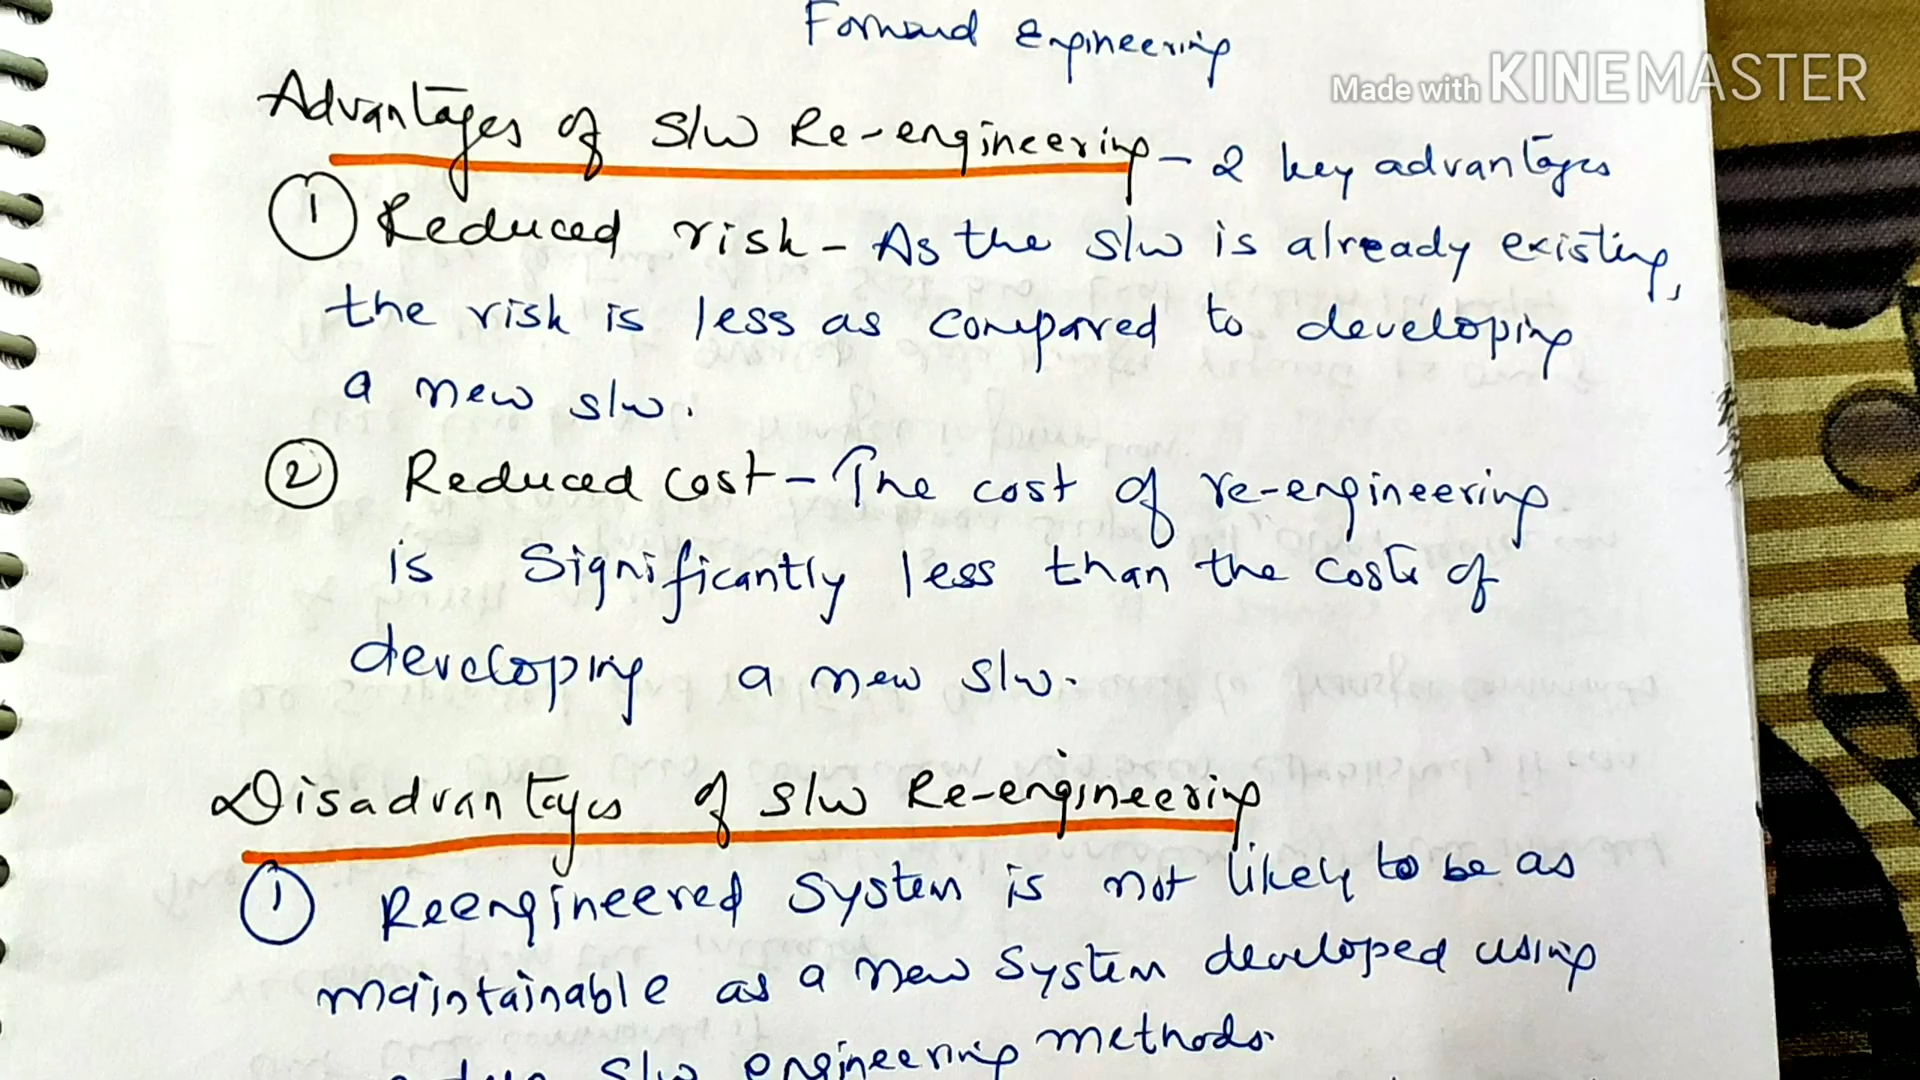 Forward Engineering
Made with KINEMASTER
Advantages of S/W Re-engineering - 2 key advantages
① Reduced risk - As the S/W is already existing,
the risk is less as compared to developing
a new S/W.
② Reduced cost - The cost of re-engineering
is significantly less than the costs of
developing a new S/W.
Disadvantages of S/W Re-engineering
① Reengineered System is not likely to be as
maintainable as a new System developed using
S/W engineering methods.